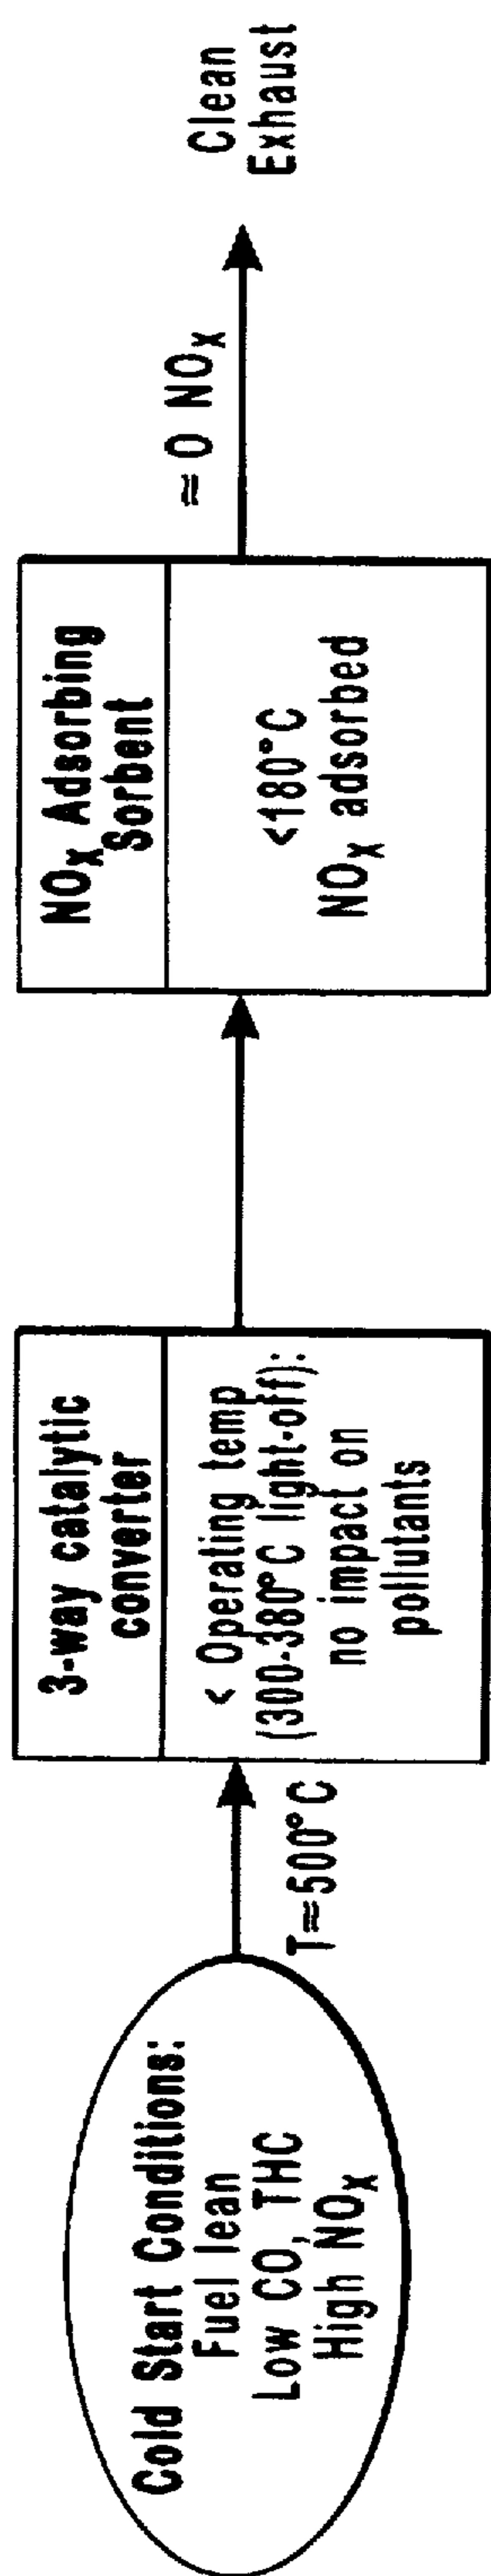 Cold Start Conditions:
Fuel lean
Low CO, THC
High NOx
T≈500°C
3-way catalytic
converter
< Operating temp
(300-380°C light-off):
no impact on
pollutants
NOx Adsorbing
Sorbent
<180°C
NOx adsorbed
≈ 0 NOx
Clean
Exhaust